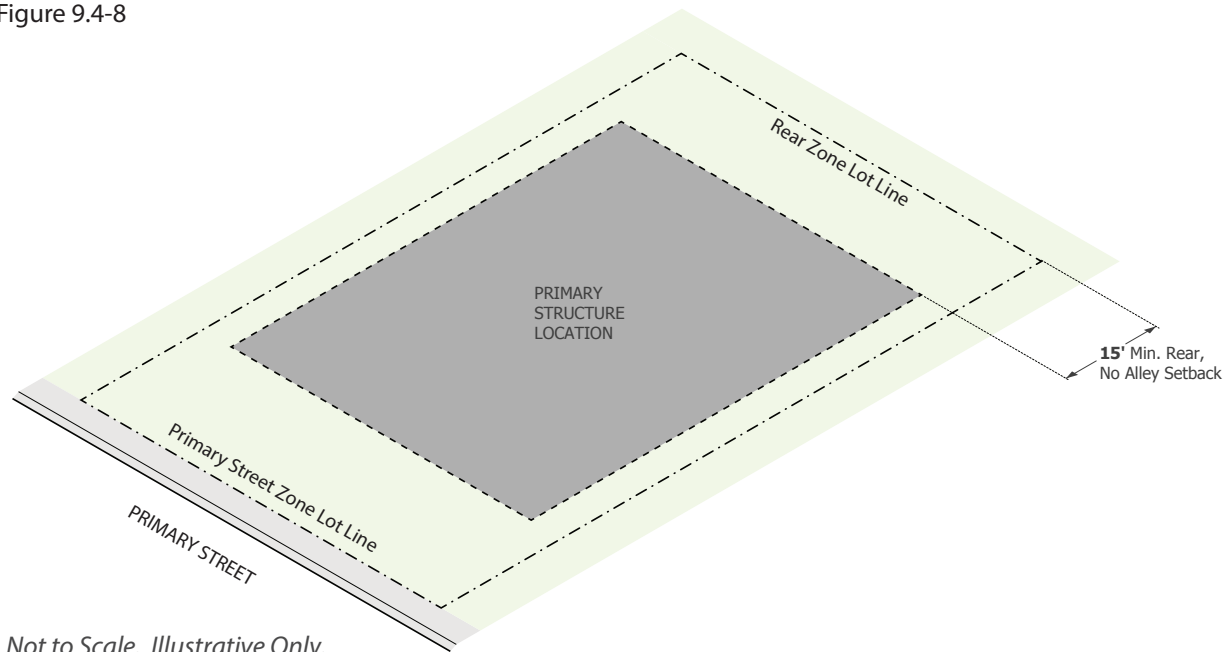 Figure 9.4-8
Rear Zone Lot Line
PRIMARY
STRUCTURE
LOCATION
15' Min. Rear,
No Alley Setback
Primary Street Zone Lot Line
PRIMARY STREET
Not to Scale. Illustrative Only.